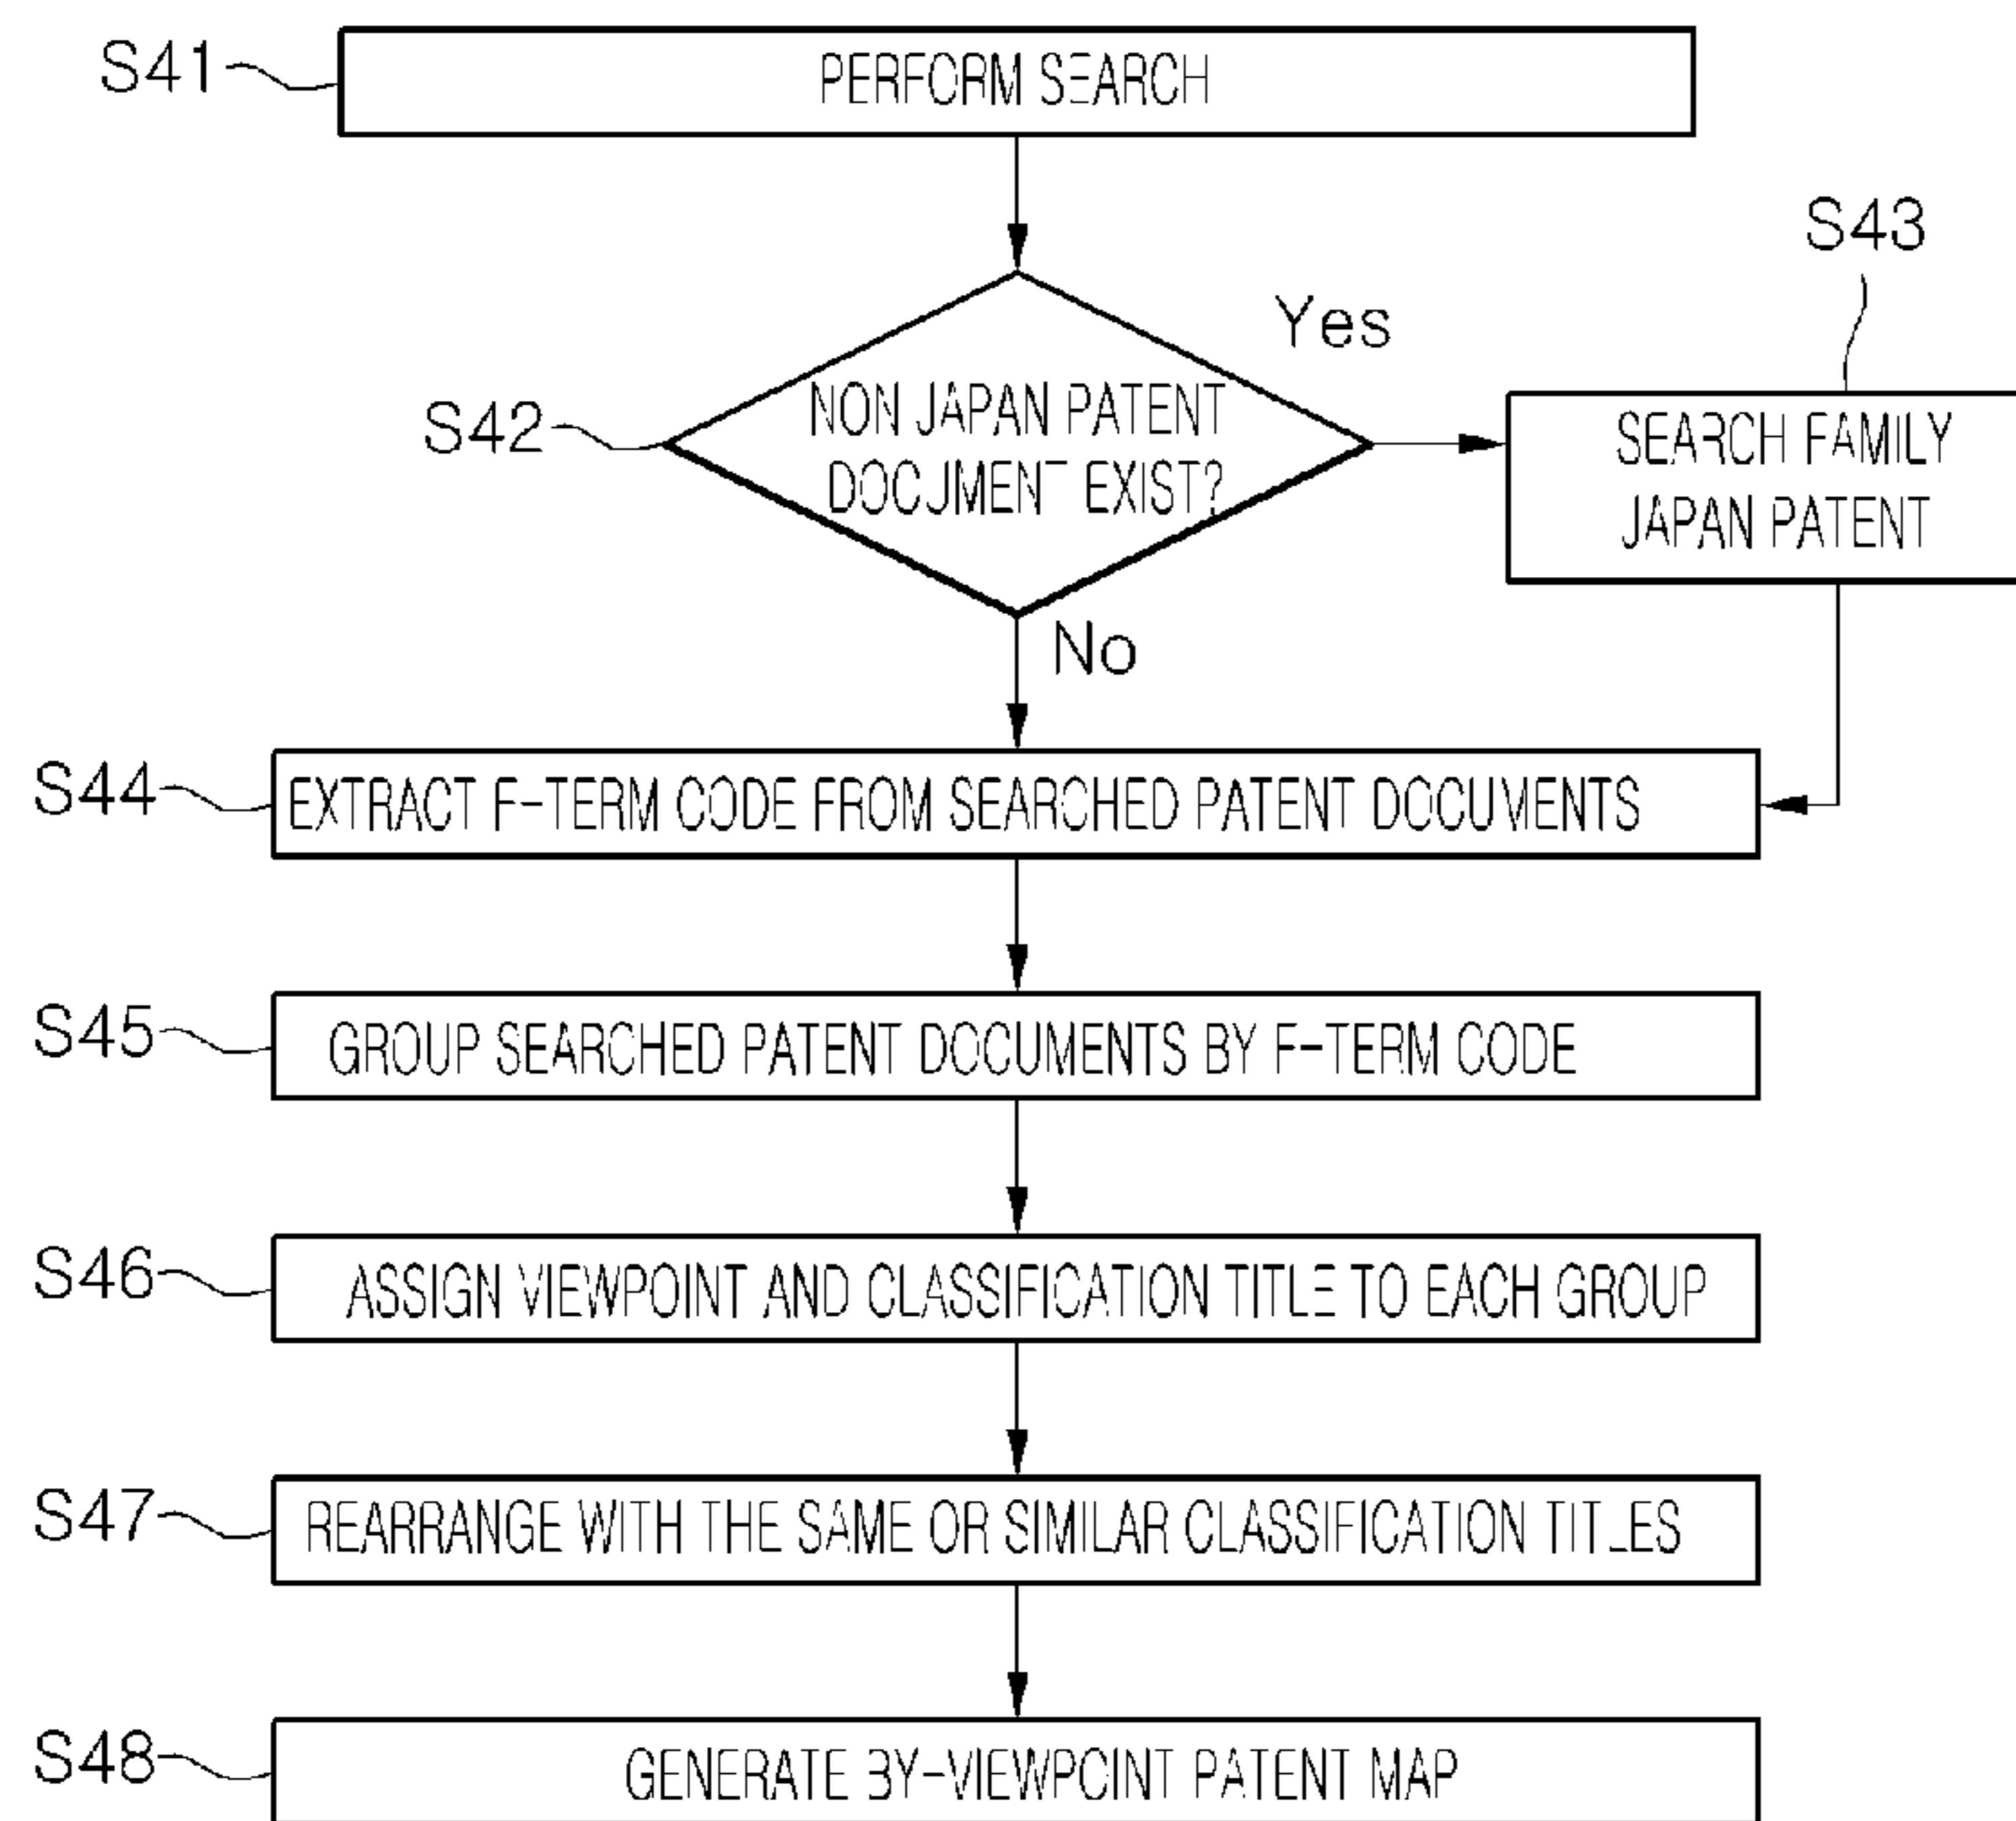 S41
PERFORM SEARCH
S43
Yes
S42
NON JAPAN PATENT
DOCUMENT EXIST?
SEARCH FAMILY
JAPAN PATENT
No
S44
EXTRACT F-TERM CODE FROM SEARCHED PATENT DOCUMENTS
S45
GROUP SEARCHED PATENT DOCUMENTS BY F-TERM CODE
S46
ASSIGN VIEWPOINT AND CLASSIFICATION TITLE TO EACH GROUP
S47
REARRANGE WITH THE SAME OR SIMILAR CLASSIFICATION TITLES
S48
GENERATE BY-VIEWPOINT PATENT MAP